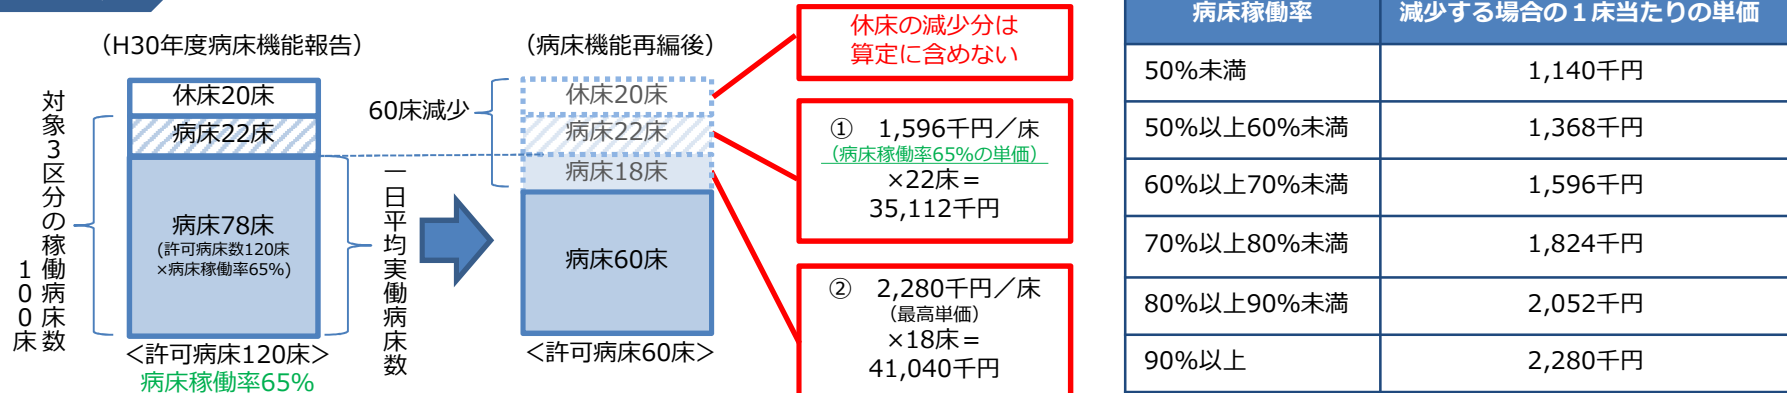 （H30年度病床機能報告）
休床20床
病床22床
病床78床
(許可病床数120床
×病床稼働率65%)
対象3区分の稼働病床数
100床
一日平均実働病床数
＜許可病床120床＞
病床稼働率65%
（病床機能再編後）
60床減少
休床20床
病床22床
病床18床
病床60床
＜許可病床60床＞
休床の減少分は
算定に含めない
①　1,596千円／床
（病床稼働率65%の単価）
×22床＝
35,112千円
②　2,280千円／床
（最高単価）
×18床＝
41,040千円
病床稼働率　減少する場合の１床当たりの単価
50%未満　1,140千円
50%以上60%未満　1,368千円
60%以上70%未満　1,596千円
70%以上80%未満　1,824千円
80%以上90%未満　2,052千円
90%以上　2,280千円